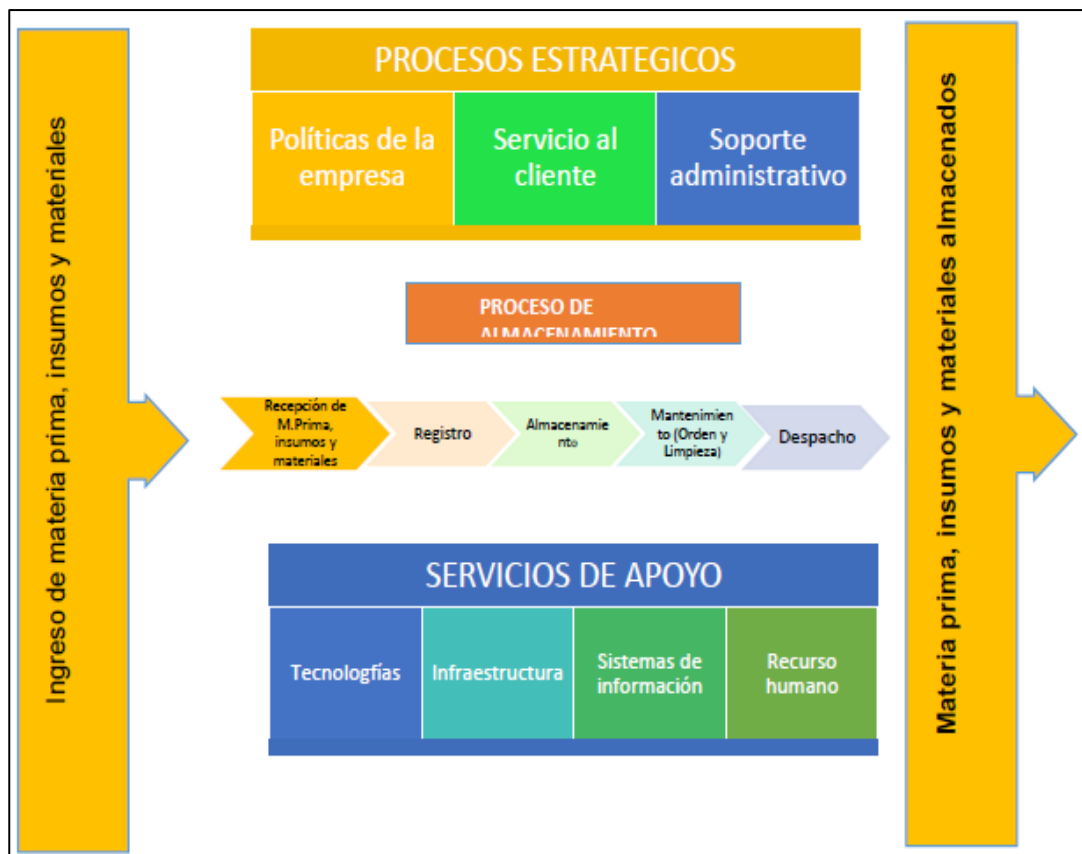 Ingreso de materia prima, insumos y materiales
PROCESOS ESTRATEGICOS
Políticas de la
empresa
Servicio al
cliente
Soporte
administrativo
PROCESO DE
ALMACENAMIENTO
Recepción de
M.Prima,
insumos y
materiales
Registro
Almacenamie
nto
Mantenimien
to (Orden y
Limpieza)
Despacho
SERVICIOS DE APOYO
Tecnologfías
Infraestructura
Sistemas de
información
Recurso
humano
Materia prima, insumos y materiales almacenados